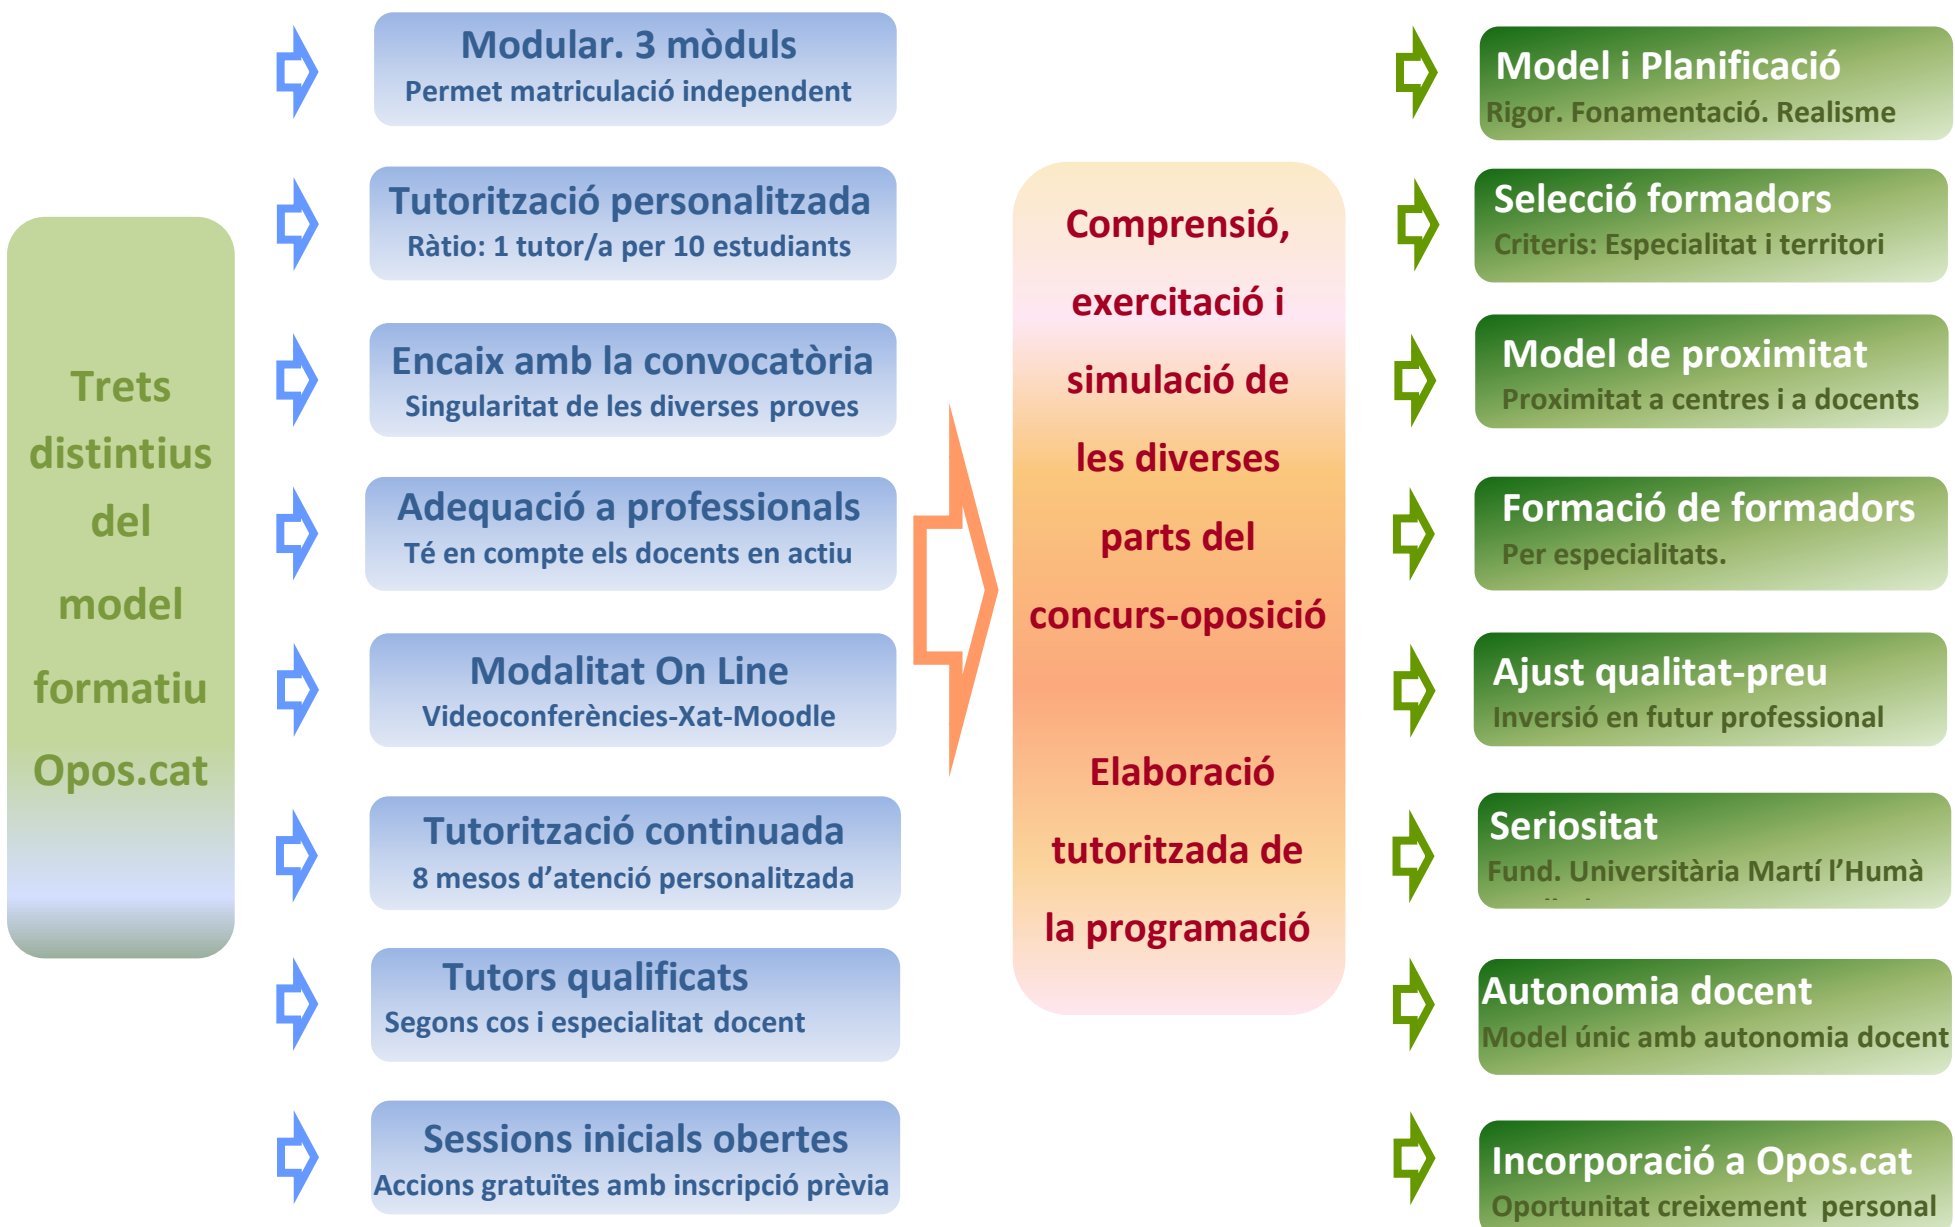 Trets
distintius
del
model
formatiu
Opos.cat
Modular. 3 mòduls
Permet matriculació independent
Tutorització personalitzada
Ràtio: 1 tutor/a per 10 estudiants
Encaix amb la convocatòria
Singularitat de les diverses proves
Adequació a professionals
Té en compte els docents en actiu
Modalitat On Line
Videoconferències-Xat-Moodle
Tutorització continuada
8 mesos d’atenció personalitzada
Tutors qualificats
Segons cos i especialitat docent
Sessions inicials obertes
Accions gratuïtes amb inscripció prèvia
Comprensió,
exercitació i
simulació de
les diverses
parts del
concurs-oposició
Elaboració
tutoritzada de
la programació
Model i Planificació
Rigor. Fonamentació. Realisme
Selecció formadors
Criteris: Especialitat i territori
Model de proximitat
Proximitat a centres i a docents
Formació de formadors
Per especialitats.
Ajust qualitat-preu
Inversió en futur professional
Seriositat
Fund. Universitària Martí l’Humà
Autonomia docent
Model únic amb autonomia docent
Incorporació a Opos.cat
Oportunitat creixement personal